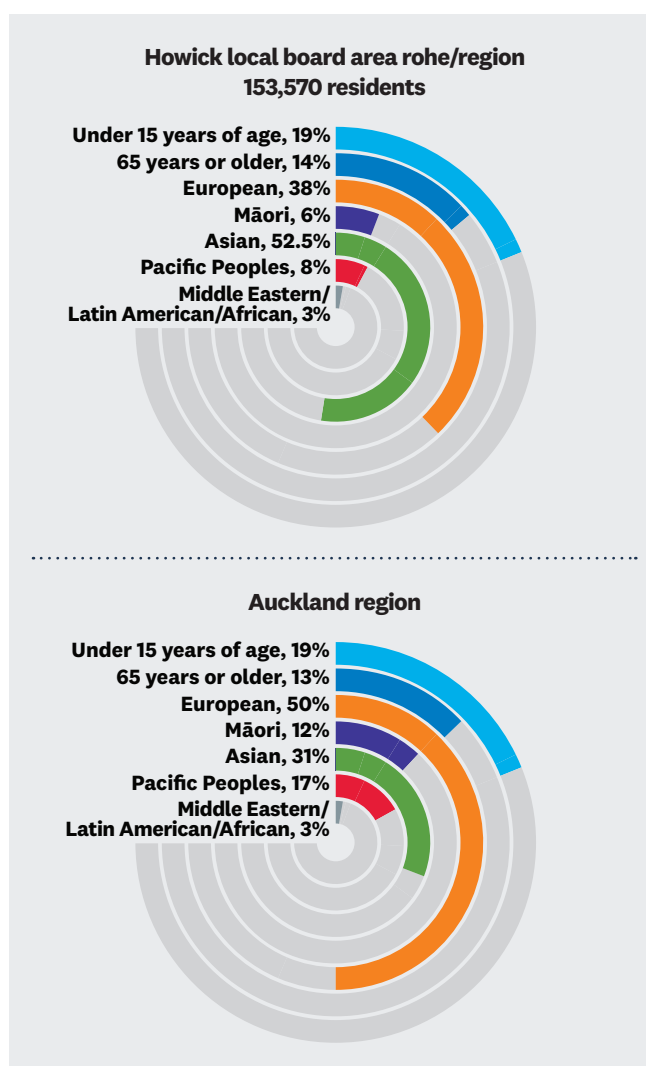 Howick local board area rohe/region
153,570 residents
Under 15 years of age, 19%
65 years or older, 14%
European, 38%
Māori, 6%
Asian, 52.5%
Pacific Peoples, 8%
Middle Eastern/
Latin American/African, 3%
Auckland region
Under 15 years of age, 19%
65 years or older, 13%
European, 50%
Māori, 12%
Asian, 31%
Pacific Peoples, 17%
Middle Eastern/
Latin American/African, 3%